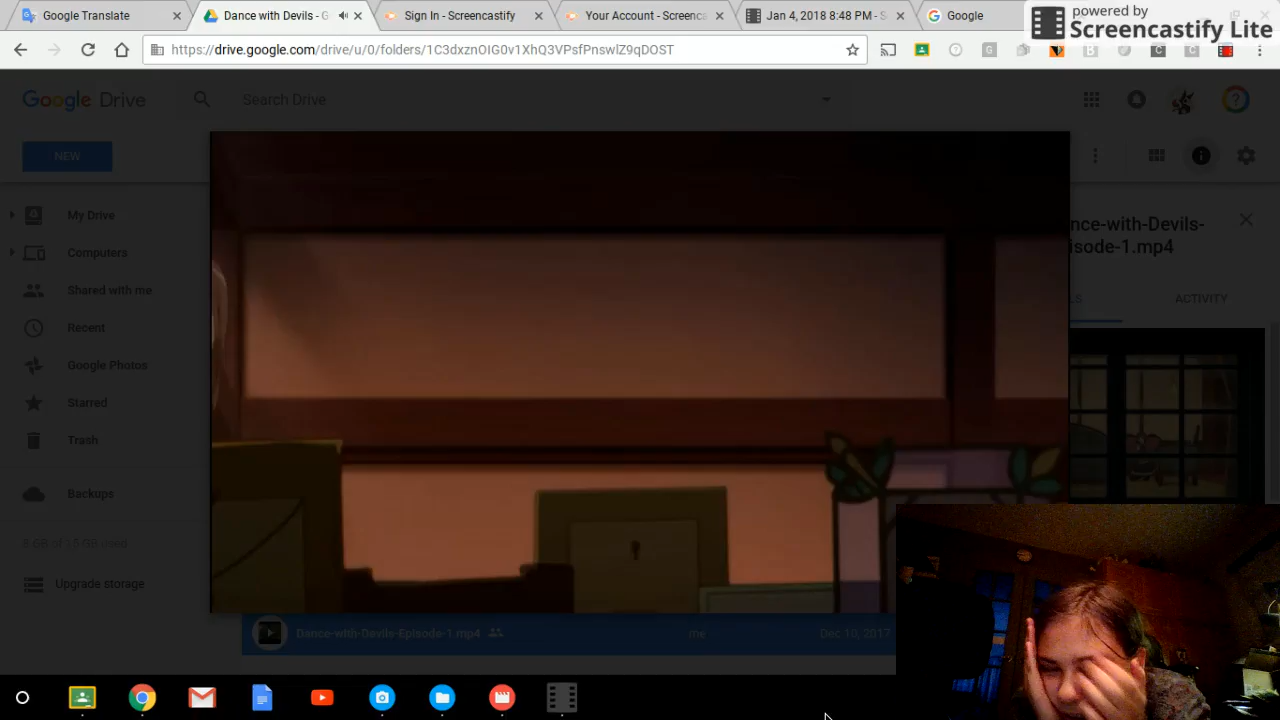 Google Translate
Dance with Devils - G
Sign In - Screencastify
Your Account - Screenca
Jan 4, 2018 8:48 PM - S
Google
powered by
Screencastify Lite
https://drive.google.com/drive/u/0/folders/1C3dxznOIG0v1XhQ3VPsfPnswlZ9qDOST
Google Drive
Search Drive
NEW
My Drive
Computers
Shared with me
Recent
Google Photos
Starred
Trash
Backups
Upgrade storage
nce-with-Devils-
isode-1.mp4
LS
ACTIVITY
Dance-with-Devils-Episode-1.mp4
me
Dec 10, 2017